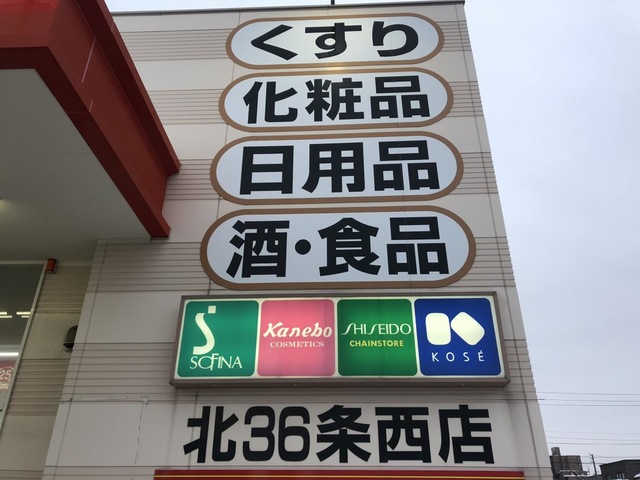 くすり
化粧品
日用品
酒・食品
SOFINA
Kanebo
COSMETICS
SHISEIDO
CHAINSTORE
KOSÉ
北36条西店